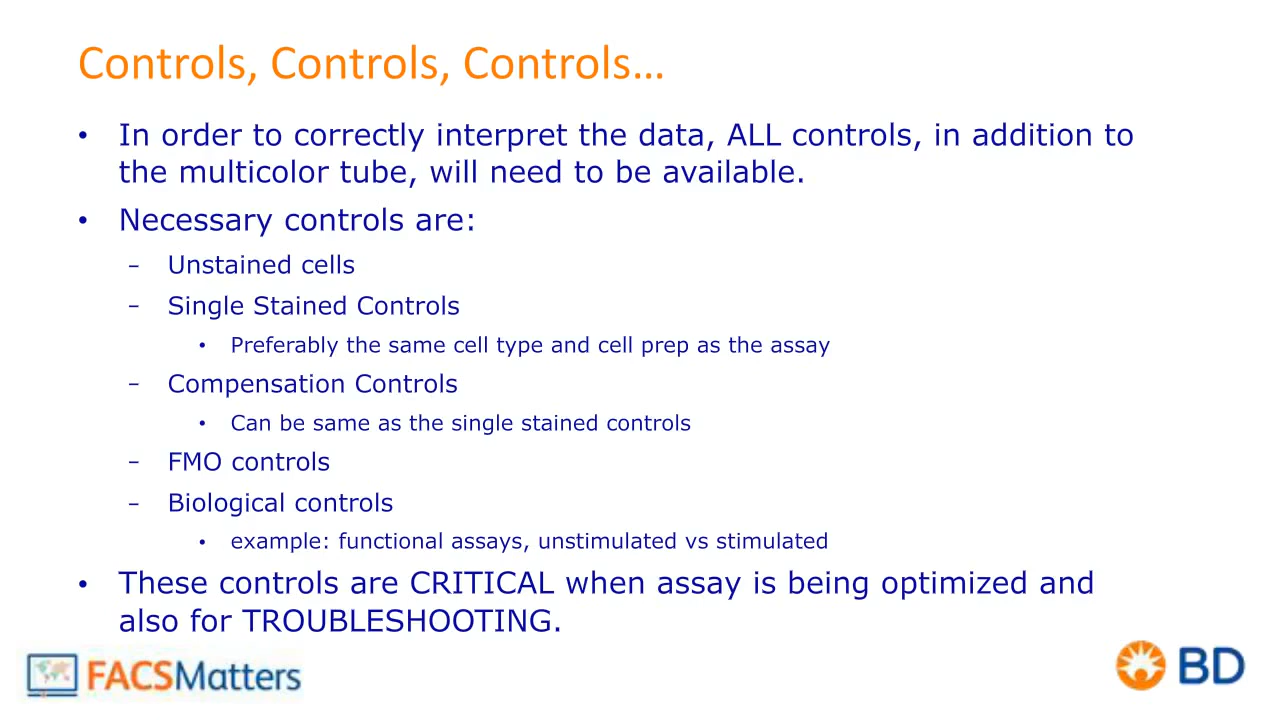 Controls, Controls, Controls…
• In order to correctly interpret the data, ALL controls, in addition to
the multicolor tube, will need to be available.
• Necessary controls are:
– Unstained cells
– Single Stained Controls
• Preferably the same cell type and cell prep as the assay
– Compensation Controls
• Can be same as the single stained controls
– FMO controls
– Biological controls
• example: functional assays, unstimulated vs stimulated
• These controls are CRITICAL when assay is being optimized and
also for TROUBLESHOOTING.
FACSMatters
BD